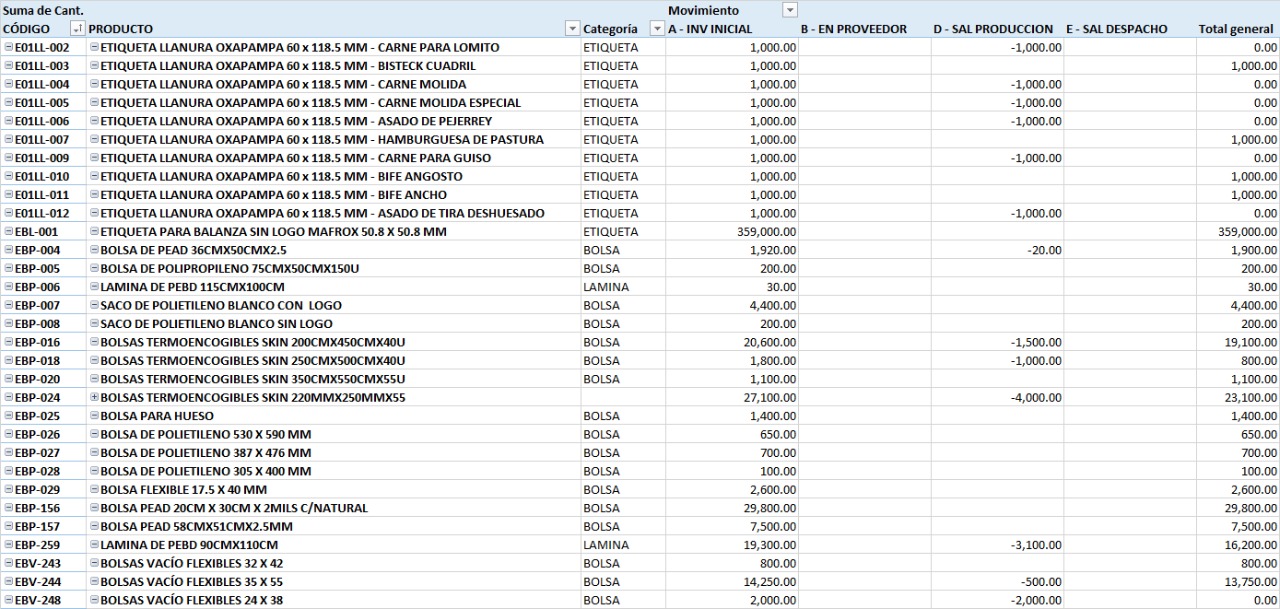 Suma de Cant. Movimiento
CÓDIGO PRODUCTO Categoría A - INV INICIAL B - EN PROVEEDOR D - SAL PRODUCCION E - SAL DESPACHO Total general
E01LL-002 ETIQUETA LLANURA OXAPAMPA 60 x 118.5 MM - CARNE PARA LOMITO ETIQUETA 1,000.00 -1,000.00 0.00
E01LL-003 ETIQUETA LLANURA OXAPAMPA 60 x 118.5 MM - BISTECK CUADRIL ETIQUETA 1,000.00 1,000.00
E01LL-004 ETIQUETA LLANURA OXAPAMPA 60 x 118.5 MM - CARNE MOLIDA ETIQUETA 1,000.00 -1,000.00 0.00
E01LL-005 ETIQUETA LLANURA OXAPAMPA 60 x 118.5 MM - CARNE MOLIDA ESPECIAL ETIQUETA 1,000.00 -1,000.00 0.00
E01LL-006 ETIQUETA LLANURA OXAPAMPA 60 x 118.5 MM - ASADO DE PEJERREY ETIQUETA 1,000.00 -1,000.00 0.00
E01LL-007 ETIQUETA LLANURA OXAPAMPA 60 x 118.5 MM - HAMBURGUESA DE PASTURA ETIQUETA 1,000.00 1,000.00
E01LL-009 ETIQUETA LLANURA OXAPAMPA 60 x 118.5 MM - CARNE PARA GUISO ETIQUETA 1,000.00 -1,000.00 0.00
E01LL-010 ETIQUETA LLANURA OXAPAMPA 60 x 118.5 MM - BIFE ANGOSTO ETIQUETA 1,000.00 1,000.00
E01LL-011 ETIQUETA LLANURA OXAPAMPA 60 x 118.5 MM - BIFE ANCHO ETIQUETA 1,000.00 1,000.00
E01LL-012 ETIQUETA LLANURA OXAPAMPA 60 x 118.5 MM - ASADO DE TIRA DESHUESADO ETIQUETA 1,000.00 -1,000.00 0.00
EBL-001 ETIQUETA PARA BALANZA SIN LOGO MAFROX 50.8 X 50.8 MM ETIQUETA 359,000.00 359,000.00
EBP-004 BOLSA DE PEAD 36CMX50CMX2.5 BOLSA 1,920.00 -20.00 1,900.00
EBP-005 BOLSA DE POLIPROPILENO 75CMX50CMX150U BOLSA 200.00 200.00
EBP-006 LAMINA DE PEBD 115CMX100CM LAMINA 30.00 30.00
EBP-007 SACO DE POLIETILENO BLANCO CON LOGO BOLSA 4,400.00 4,400.00
EBP-008 SACO DE POLIETILENO BLANCO SIN LOGO BOLSA 200.00 200.00
EBP-016 BOLSAS TERMOENCOGIBLES SKIN 200CMX450CMX40U BOLSA 20,600.00 -1,500.00 19,100.00
EBP-018 BOLSAS TERMOENCOGIBLES SKIN 250CMX500CMX40U BOLSA 1,800.00 -1,000.00 800.00
EBP-020 BOLSAS TERMOENCOGIBLES SKIN 350CMX550CMX55U BOLSA 1,100.00 1,100.00
EBP-024 BOLSAS TERMOENCOGIBLES SKIN 220MMX250MMX55 27,100.00 -4,000.00 23,100.00
EBP-025 BOLSA PARA HUESO BOLSA 1,400.00 1,400.00
EBP-026 BOLSA DE POLIETILENO 530 X 590 MM BOLSA 650.00 650.00
EBP-027 BOLSA DE POLIETILENO 387 X 476 MM BOLSA 700.00 700.00
EBP-028 BOLSA DE POLIETILENO 305 X 400 MM BOLSA 100.00 100.00
EBP-029 BOLSA FLEXIBLE 17.5 X 40 MM BOLSA 2,600.00 2,600.00
EBP-156 BOLSA PEAD 20CM X 30CM X 2MILS C/NATURAL BOLSA 29,800.00 29,800.00
EBP-157 BOLSA PEAD 58CMX51CMX2.5MM BOLSA 7,500.00 7,500.00
EBP-259 LAMINA DE PEBD 90CMX110CM LAMINA 19,300.00 -3,100.00 16,200.00
EBV-243 BOLSAS VACÍO FLEXIBLES 32 X 42 BOLSA 800.00 800.00
EBV-244 BOLSAS VACÍO FLEXIBLES 35 X 55 BOLSA 14,250.00 -500.00 13,750.00
EBV-248 BOLSAS VACÍO FLEXIBLES 24 X 38 BOLSA 2,000.00 -2,000.00 0.00